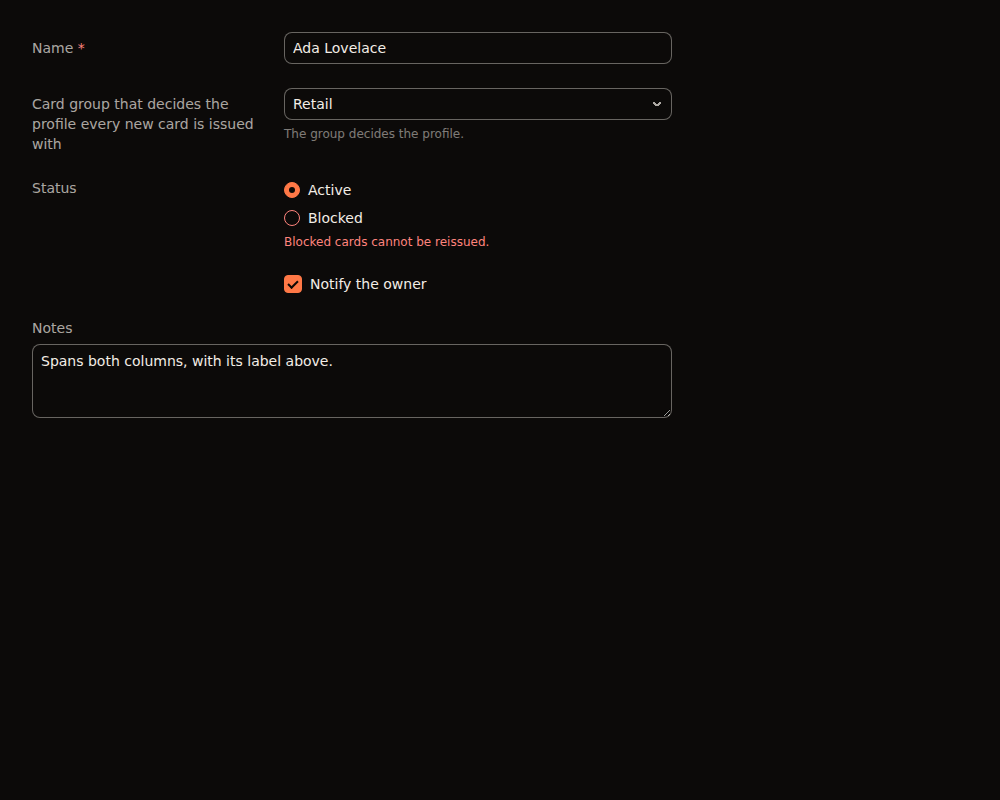 Name *
Ada Lovelace
Card group that decides the
profile every new card is issued
with
Retail
The group decides the profile.
Status
Active
Blocked
Blocked cards cannot be reissued.
Notify the owner
Notes
Spans both columns, with its label above.